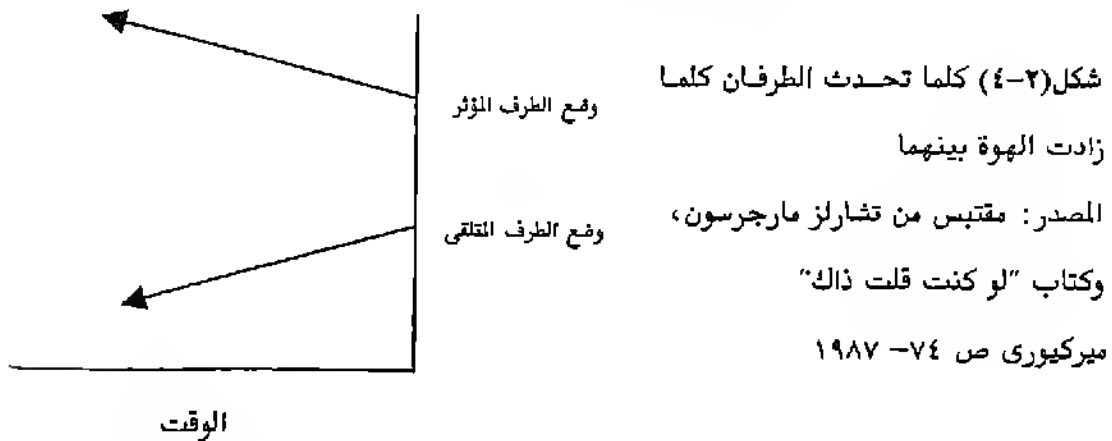 شكل(٢-٤) كلما تحدث الطرفان كلما
زادت الهوة بينهما
المصدر: مقتبس من تشارلز مارجرسون،
وكتاب "لو كنت قلت ذاك"
ميركيورى ص ٧٤- ١٩٨٧
وضع الطرف المؤثر
وضع الطرف المتلقى
الوقت